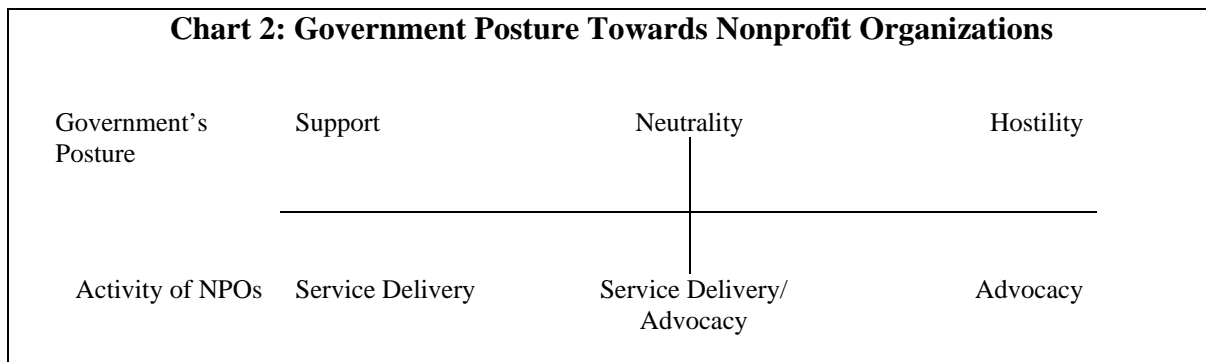 Chart 2: Government Posture Towards Nonprofit Organizations
Government's Support Neutrality Hostility
Posture
Activity of NPOs Service Delivery Service Delivery/ Advocacy
Advocacy